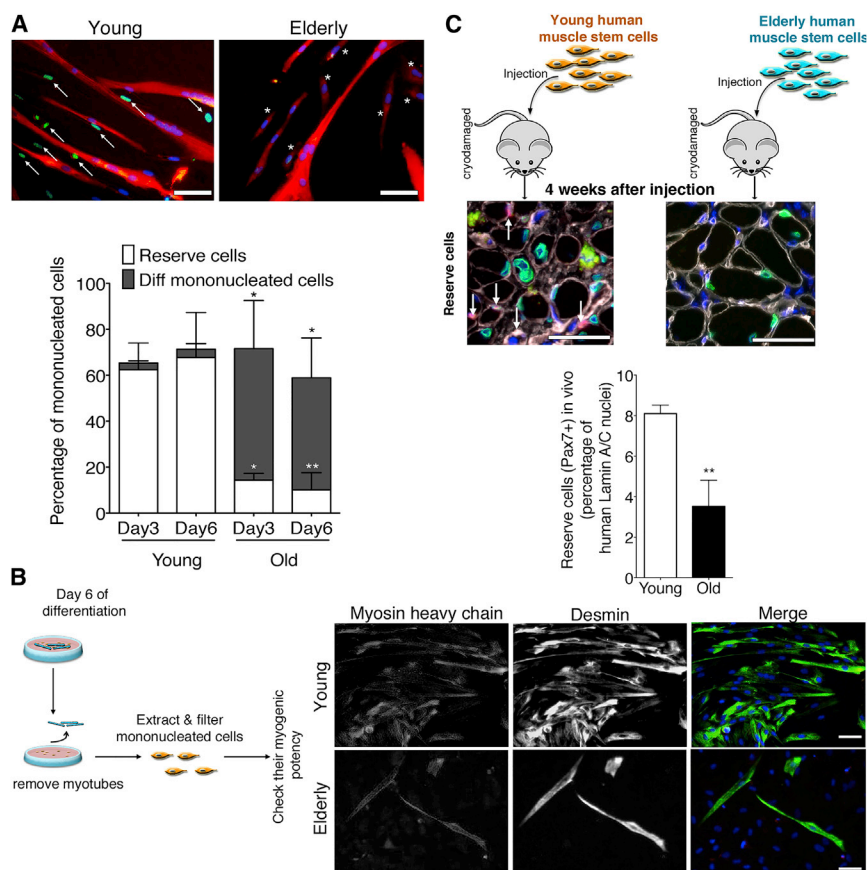 A
Young
Elderly
*
*
*
*
*
*
*
*
Reserve cells
Diff mononucleated cells
Percentage of mononucleated cells
100
80
60
40
20
0
*
*
*
**
Day3
Day6
Day3
Day6
Young
Old
C
Young human
muscle stem cells
Elderly human
muscle stem cells
Injection
Injection
cryodamaged
cryodamaged
4 weeks after injection
Reserve cells
Reserve cells (Pax7+) in vivo
(percentage of
human Lamin A/C nuclei)
10
8
6
4
2
0
**
Young
Old
B
Day 6 of
differentiation
remove myotubes
Extract & filter
mononucleated cells
Check their myogenic
potency
Myosin heavy chain
Desmin
Merge
Young
Elderly